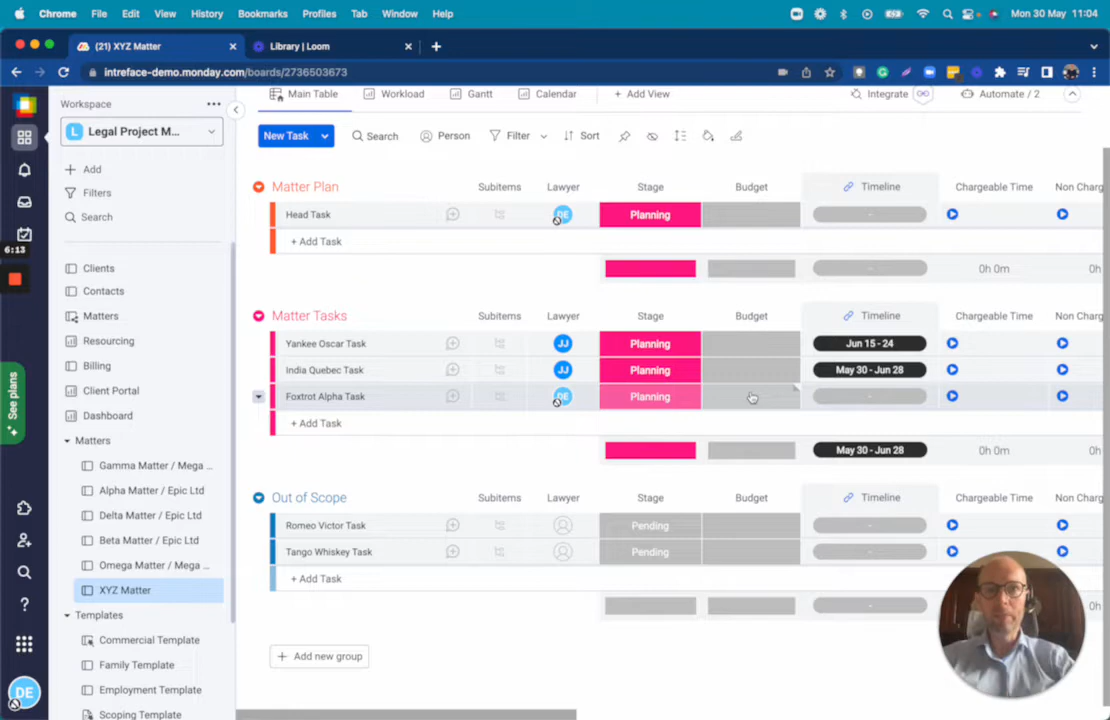 Chrome File Edit View History Bookmarks Profiles Tab Window Help Mon 30 May 11:04
(21) XYZ Matter Library | Loom
intreface-demo.monday.com/boards/2736503673
Workspace
L Legal Project M...
Add
Filters
Search
6:13
Clients
Contacts
Matters
Resourcing
Billing
Client Portal
Dashboard
See plans
Matters
Gamma Matter / Mega ...
Alpha Matter / Epic Ltd
Delta Matter / Epic Ltd
Beta Matter / Epic Ltd
Omega Matter / Mega ...
XYZ Matter
Templates
Commercial Template
Family Template
Employment Template
Scoping Template
DE
Main Table Workload Gantt Calendar + Add View Integrate Automate / 2
New Task Search Person Filter Sort
Matter Plan Subitems Lawyer Stage Budget Timeline Chargeable Time Non Charg
Head Task DE Planning -
+ Add Task
- 0h 0m 0h
Matter Tasks Subitems Lawyer Stage Budget Timeline Chargeable Time Non Charg
Yankee Oscar Task JJ Planning Jun 15 - 24
India Quebec Task JJ Planning May 30 - Jun 28
Foxtrot Alpha Task DE Planning -
+ Add Task
May 30 - Jun 28 0h 0m 0h
Out of Scope Subitems Lawyer Stage Budget Timeline Chargeable Time Non Charg
Romeo Victor Task Pending -
Tango Whiskey Task Pending -
+ Add Task
- 0h
+ Add new group